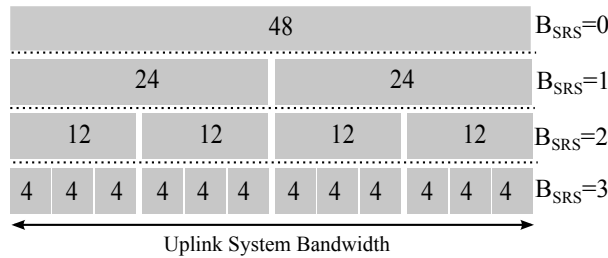 48 B_SRS=0
24 24 B_SRS=1
12 12 12 12 B_SRS=2
4 4 4 4 4 4 4 4 4 4 4 4 B_SRS=3
Uplink System Bandwidth